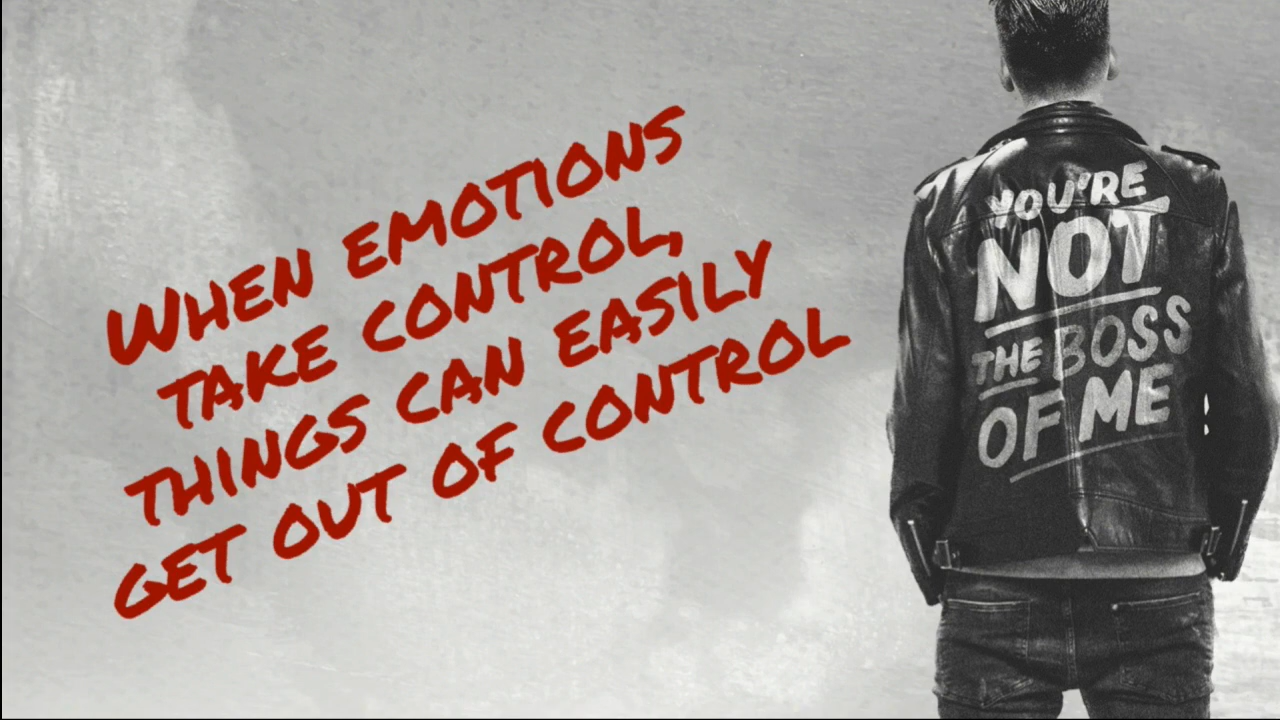 When emotions
take control,
things can easily
get out of control
YOU'RE
NOT
THE BOSS
OF ME